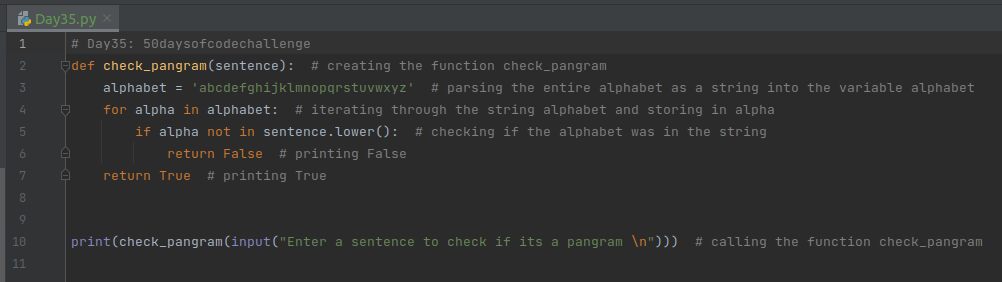 Day35.py
1 # Day35: 50daysofcodechallenge
2 def check_pangram(sentence):  # creating the function check_pangram
3     alphabet = 'abcdefghijklmnopqrstuvwxyz'  # parsing the entire alphabet as a string into the variable alphabet
4     for alpha in alphabet:  # iterating through the string alphabet and storing in alpha
5         if alpha not in sentence.lower():  # checking if the alphabet was in the string
6             return False  # printing False
7     return True  # printing True
8
9
10 print(check_pangram(input("Enter a sentence to check if its a pangram \n")))  # calling the function check_pangram
11